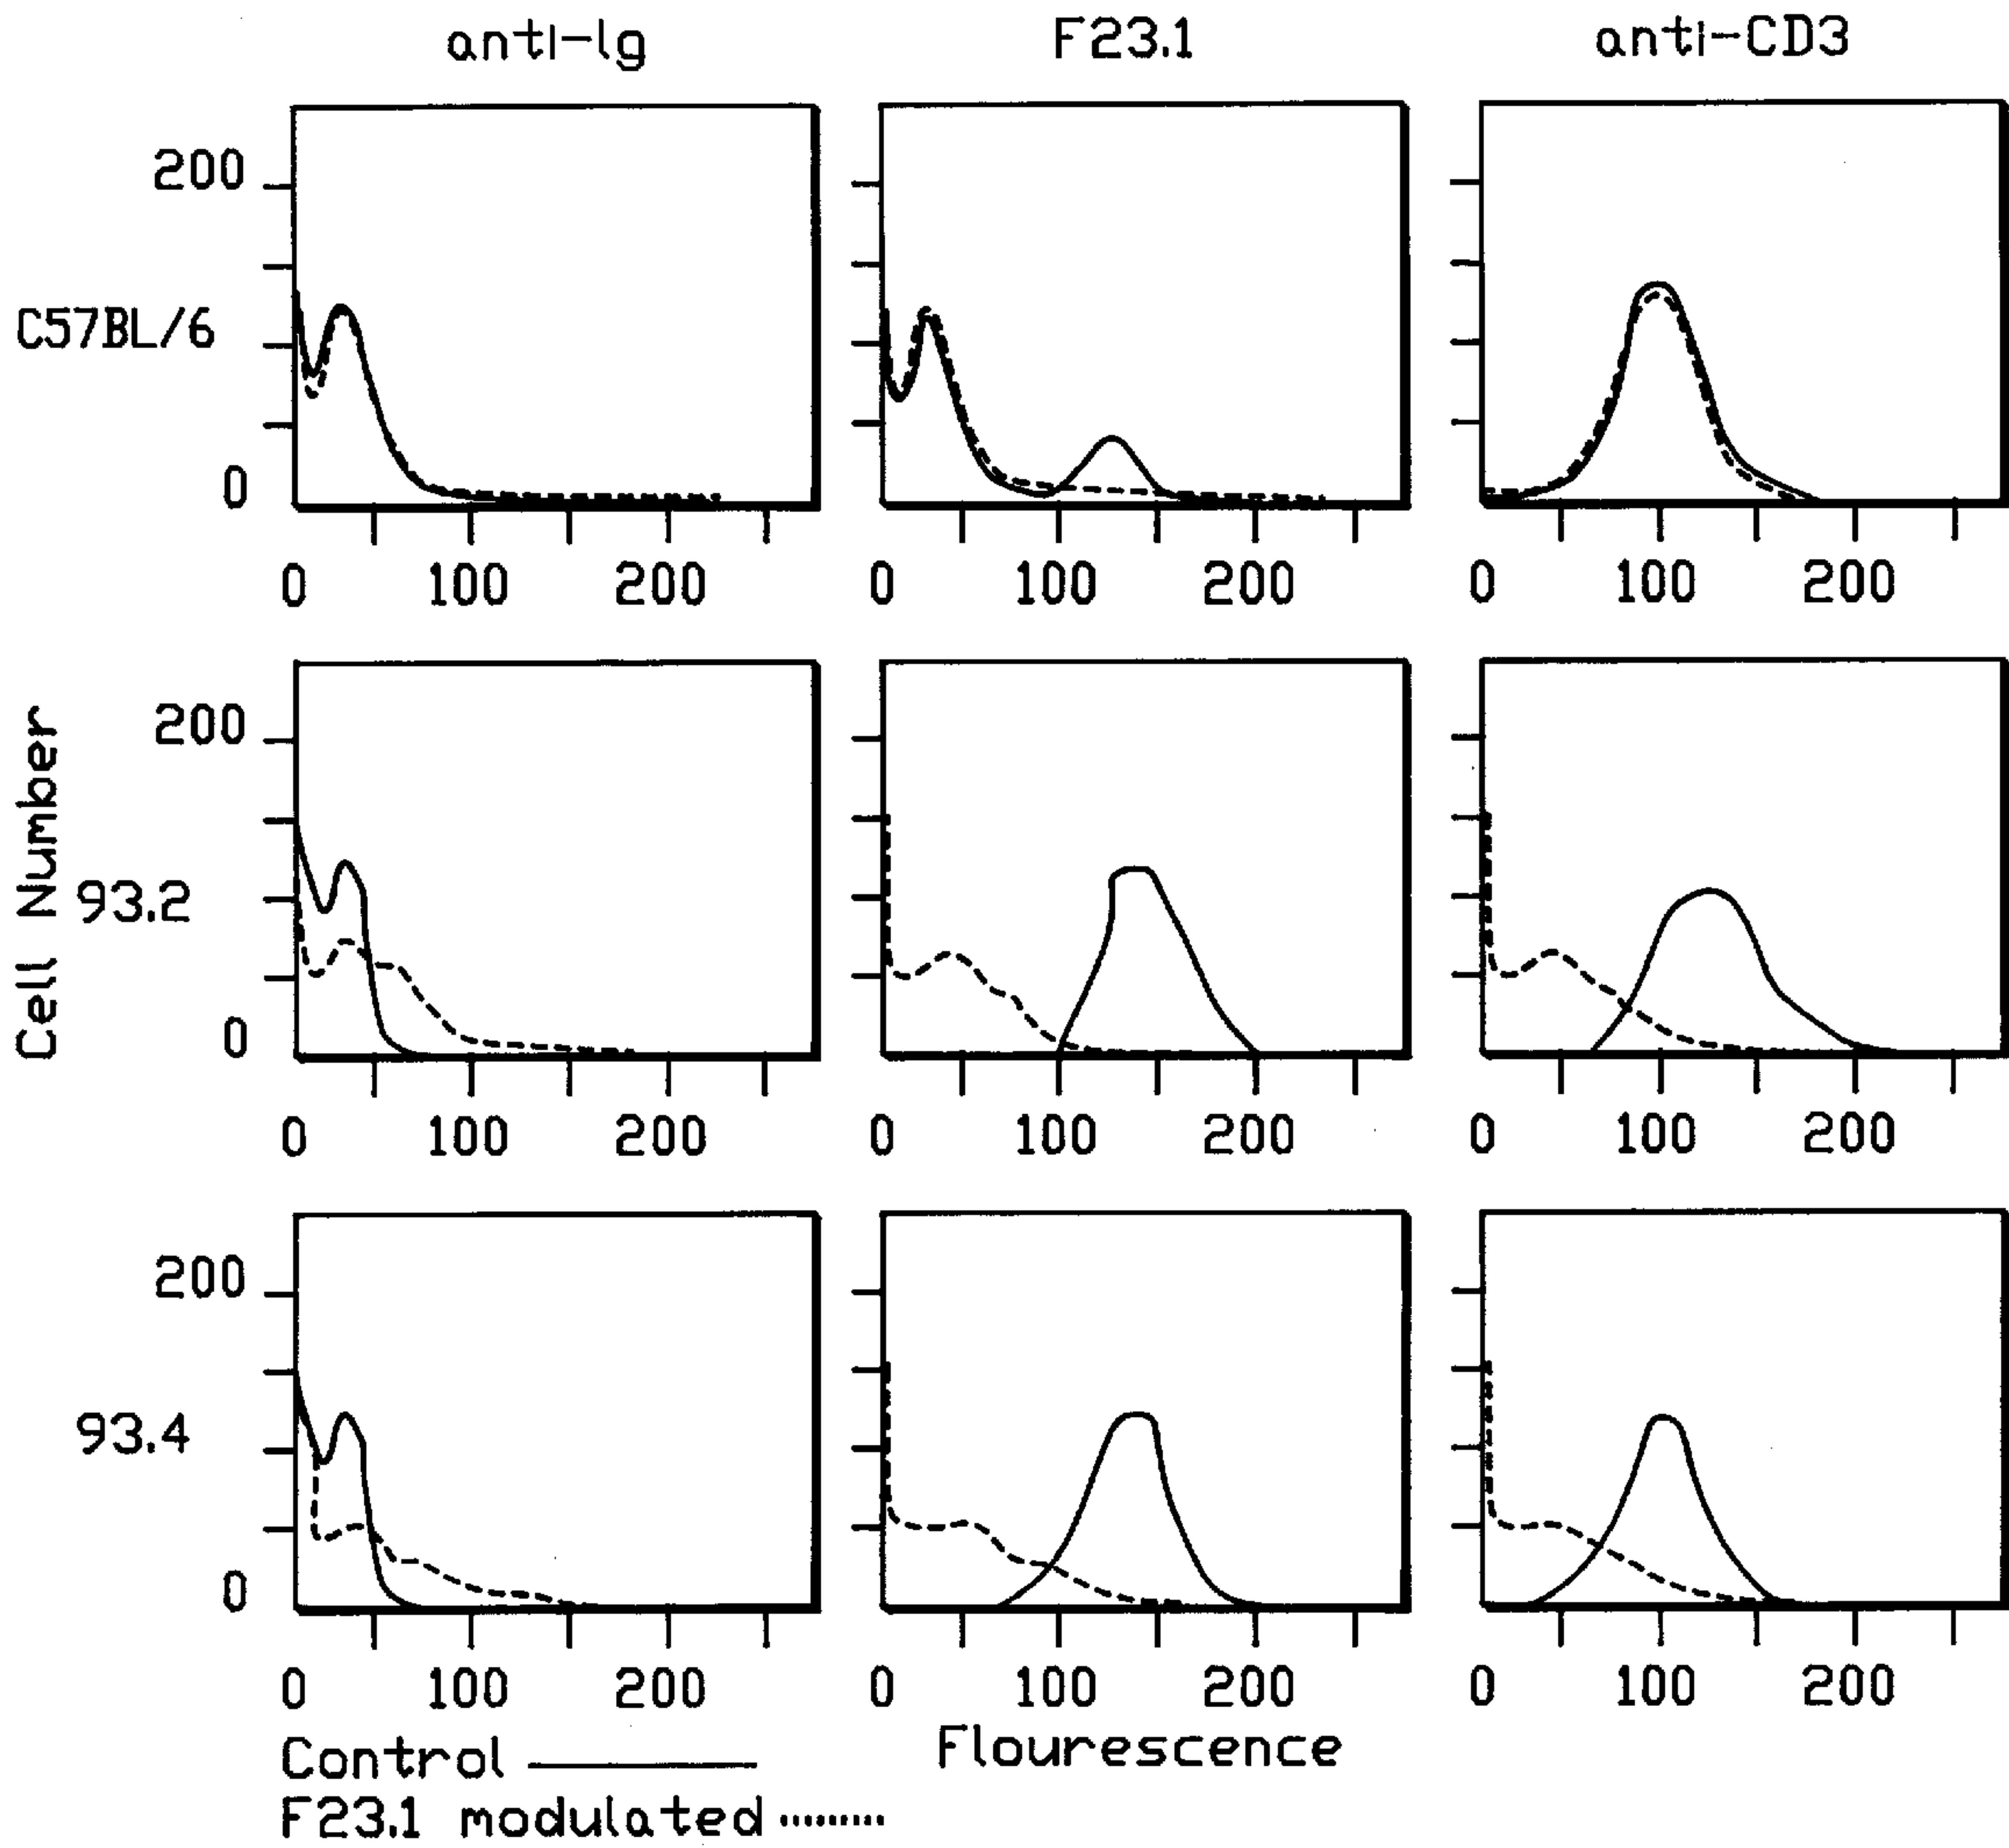 anti-Ig F23.1 anti-CD3
200
C57BL/6
0
0 100 200 0 100 200 0 100 200
Cell Number
200
93.2
0
0 100 200 0 100 200 0 100 200
200
93.4
0
0 100 200 0 100 200 0 100 200
Control Flourescence
F23.1 modulated